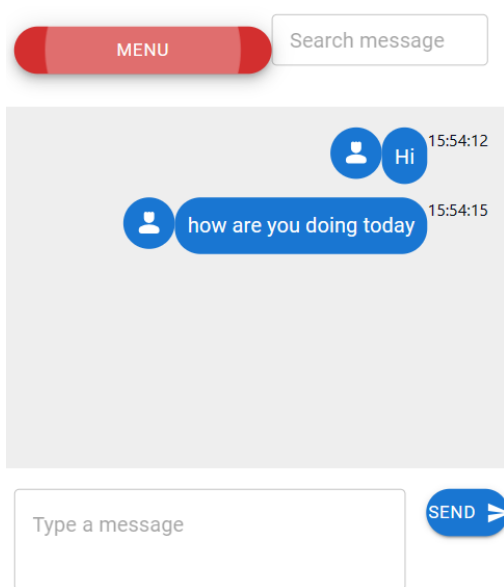 MENU
Search message
Hi
15:54:12
how are you doing today
15:54:15
Type a message
SEND